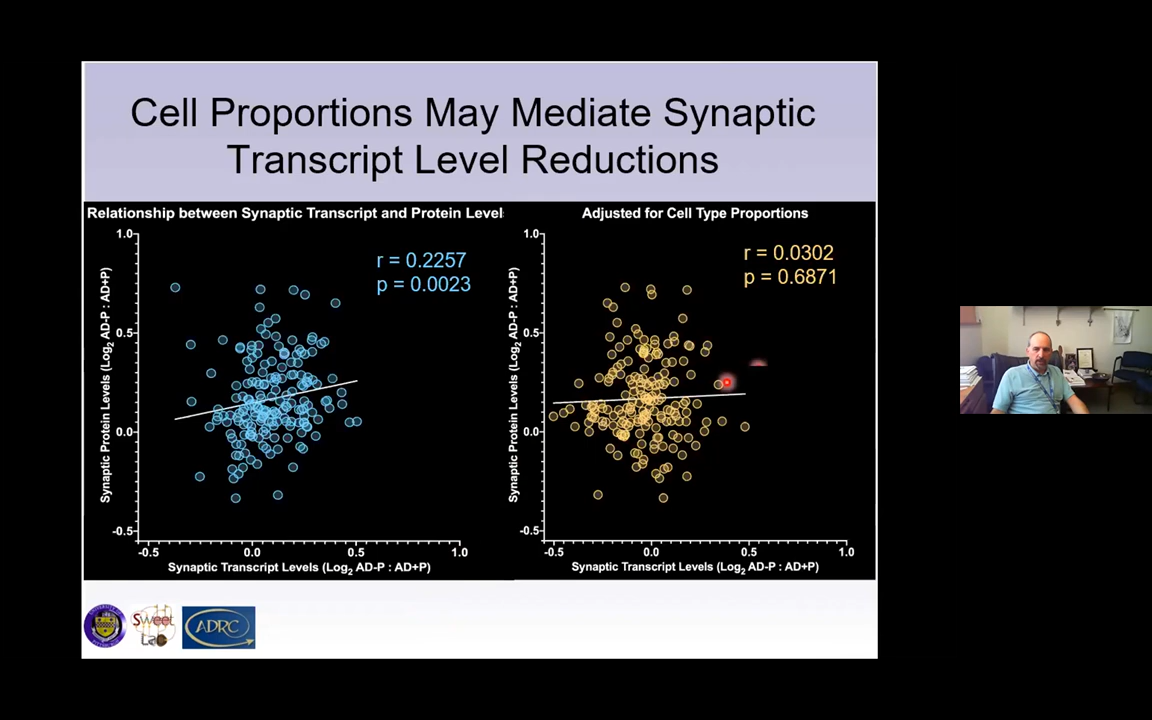 Cell Proportions May Mediate Synaptic
Transcript Level Reductions
Relationship between Synaptic Transcript and Protein Level
r = 0.2257
p = 0.0023
Synaptic Protein Levels (Log2 AD-P : AD+P)
1.0
0.5
0.0
-0.5
-0.5 0.0 0.5 1.0
Synaptic Transcript Levels (Log2 AD-P : AD+P)
Adjusted for Cell Type Proportions
r = 0.0302
p = 0.6871
Synaptic Protein Levels (Log2 AD-P : AD+P)
1.0
0.5
0.0
-0.5
-0.5 0.0 0.5 1.0
Synaptic Transcript Levels (Log2 AD-P : AD+P)
Sweet
Lab
ADRC